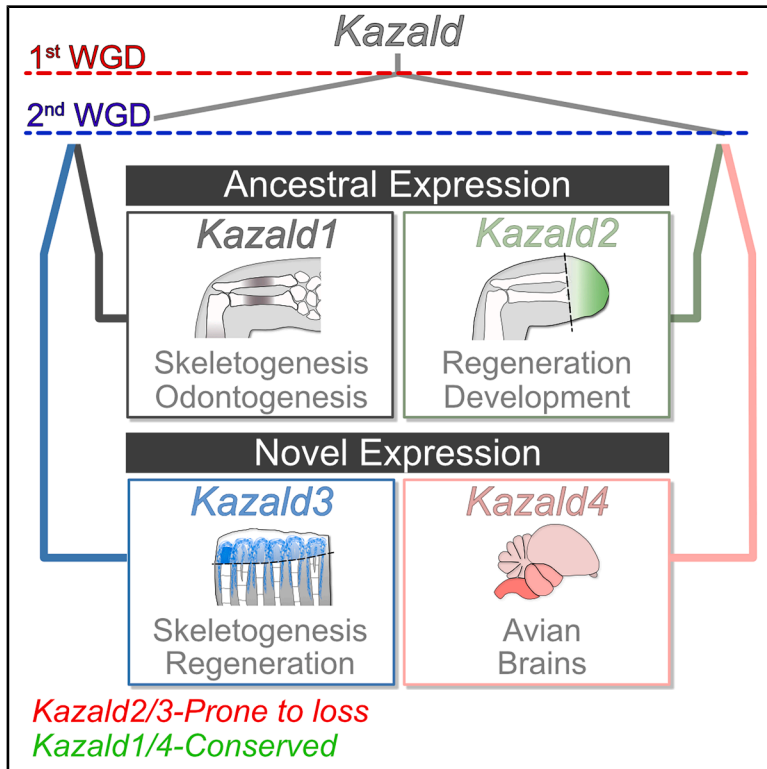 Kazald
1st WGD
2nd WGD
Ancestral Expression
Kazald1
Skeletogenesis
Odontogenesis
Kazald2
Regeneration
Development
Novel Expression
Kazald3
Skeletogenesis
Regeneration
Kazald4
Avian
Brains
Kazald2/3-Prone to loss
Kazald1/4-Conserved